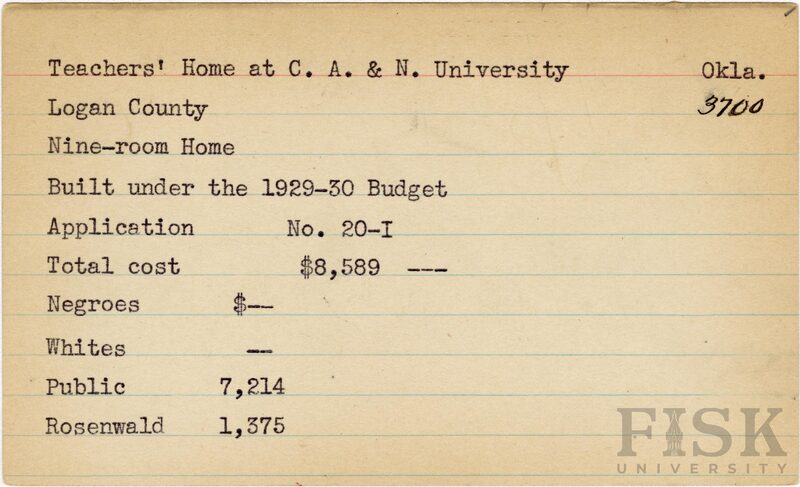 Teachers' Home at C. A. & N. University Okla.
Logan County 3700
Nine-room Home
Built under the 1929-30 Budget
Application No. 20-I
Total cost $8,589 ---
Negroes $--
Whites --
Public 7,214
Rosenwald 1,375
FISK
UNIVERSITY